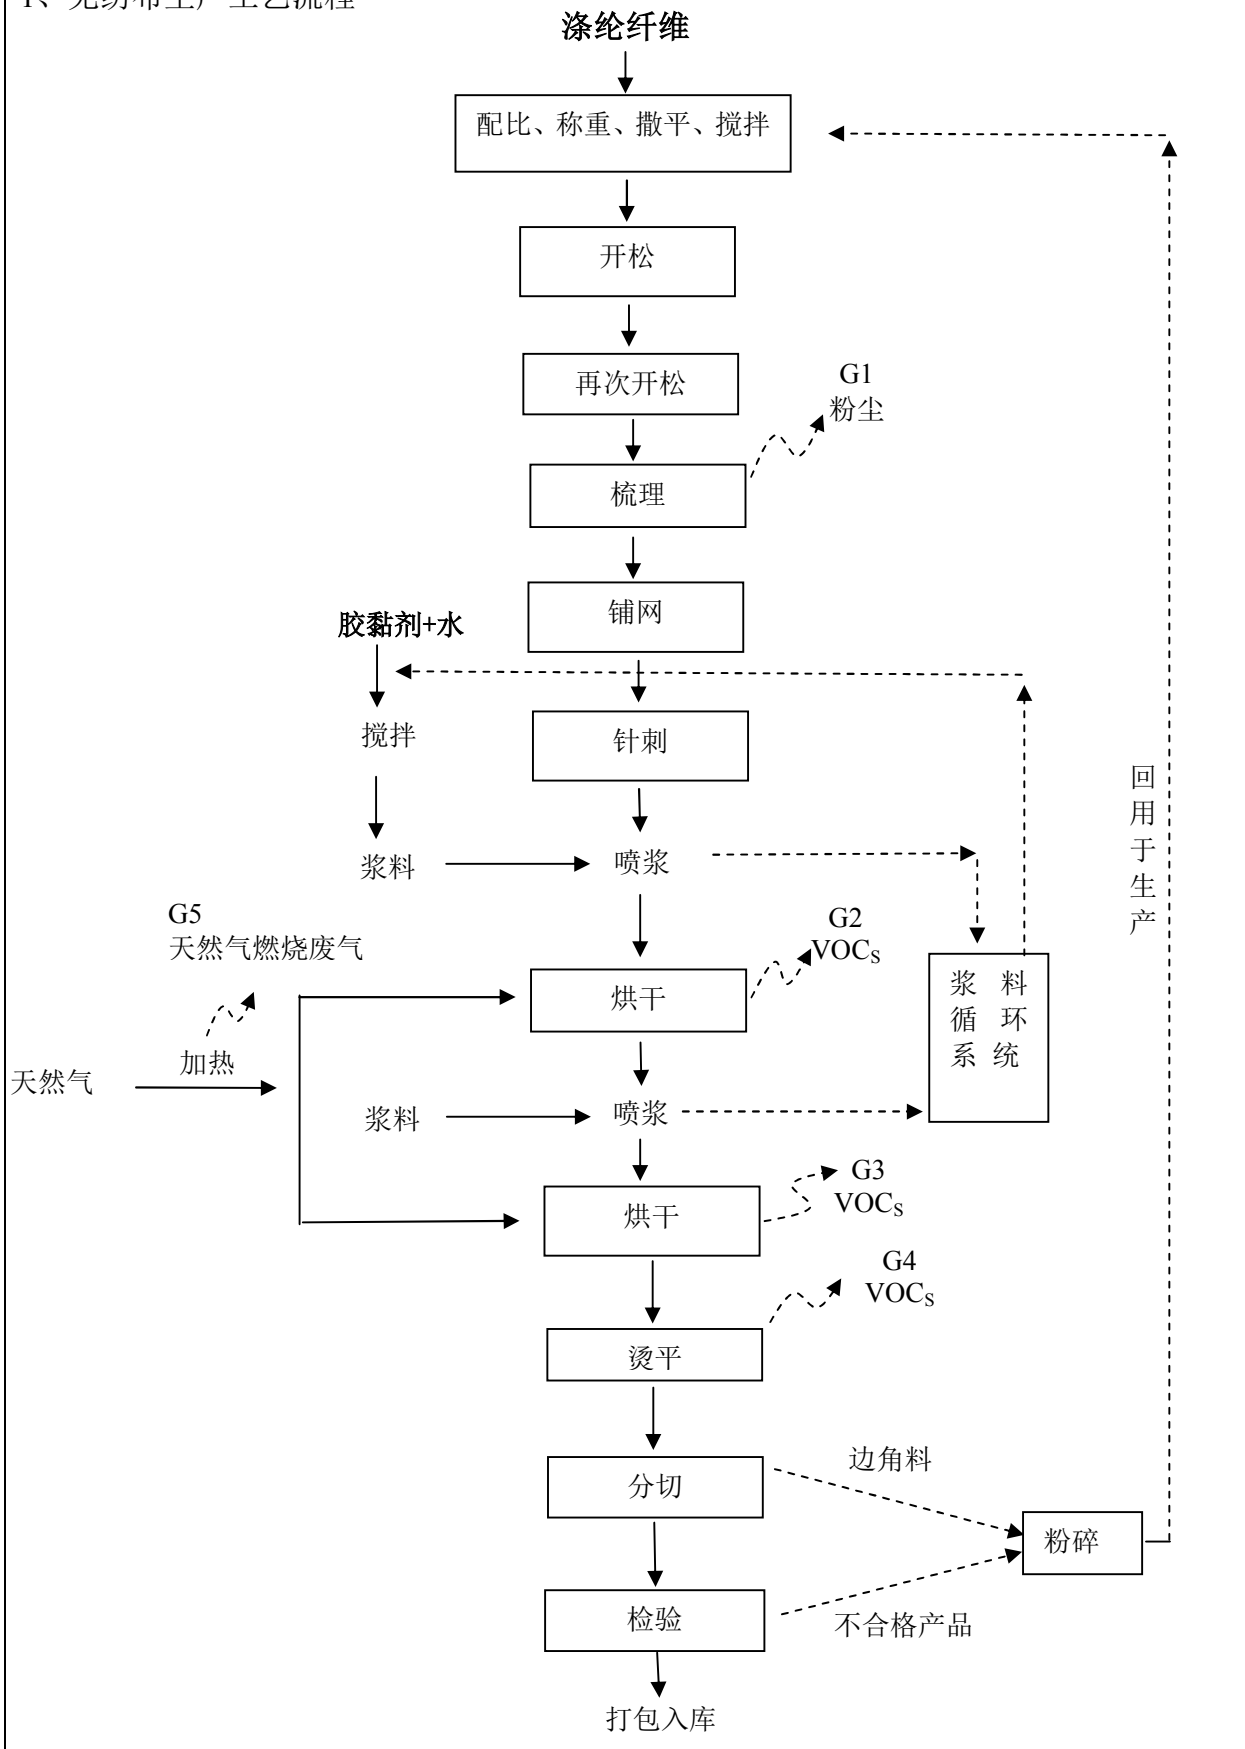 1、无纺布生产工艺流程
涤纶纤维
配比、称重、撒平、搅拌
开松
再次开松
G1
粉尘
梳理
铺网
胶黏剂+水
搅拌
针刺
回用于生产
浆料
喷浆
G5
天然气燃烧废气
G2
VOCS
烘干
浆 料
循 环
系 统
加热
天然气
浆料
喷浆
G3
VOCS
烘干
G4
VOCS
烫平
边角料
分切
粉碎
检验
不合格产品
打包入库